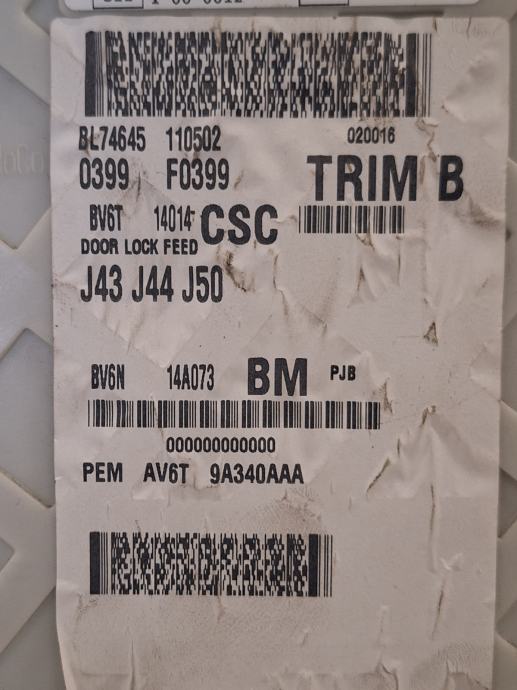 BL74645 110502 020016
0399 F0399 TRIM B
BV6T 14014- CSC
DOOR LOCK FEED
J43 J44 J50
BV6N 14A073 BM PJB
000000000000
PEM AV6T 9A340AAA